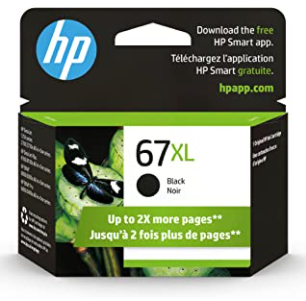 hp
Download the free
HP Smart app.
Téléchargez l'application
HP Smart gratuite.
hpapp.com
67XL
Black
Noir
Up to 2X more pages**
Jusqu'à 2 fois plus de pages**